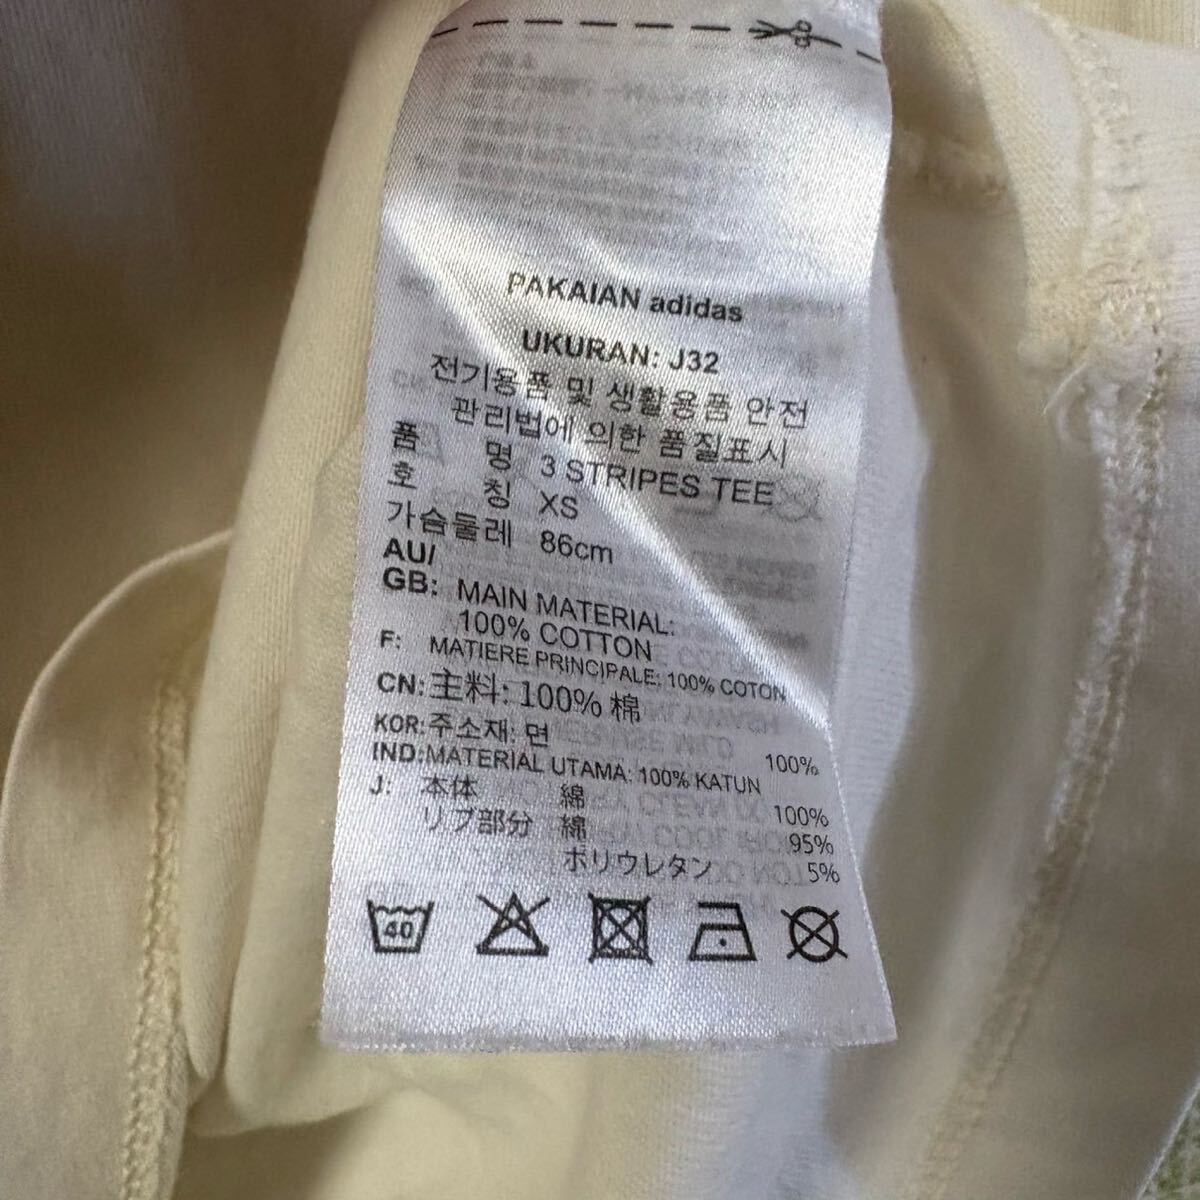 PAKAIAN adidas
UKURAN: J32
전기용품 및 생활용품 안전
관리법에 의한 품질표시
품 명 3 STRIPES TEE
호 칭 XS
가슴둘레 86cm
AU/
GB: MAIN MATERIAL:
100% COTTON
F: MATIERE PRINCIPALE: 100% COTON
CN: 主料: 100% 棉
KOR: 주소재: 면 100%
IND: MATERIAL UTAMA: 100% KATUN
J: 本体 綿 100%
リブ部分 綿 95%
ポリウレタン 5%
40